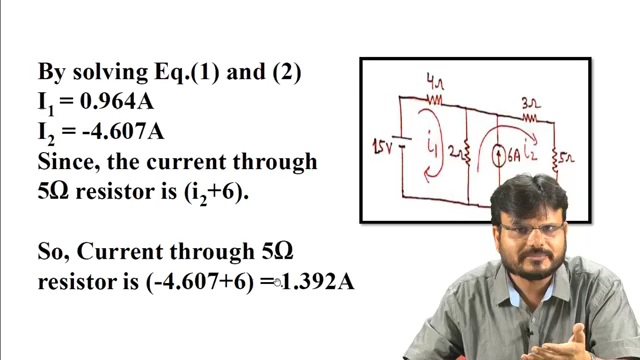 By solving Eq.(1) and (2)
I₁ = 0.964A
I₂ = -4.607A
Since, the current through
5Ω resistor is (i₂+6).
So, Current through 5Ω
resistor is (-4.607+6) = 1.392A
4Ω
3Ω
15V
i₁
2Ω
6A
i₂
5Ω